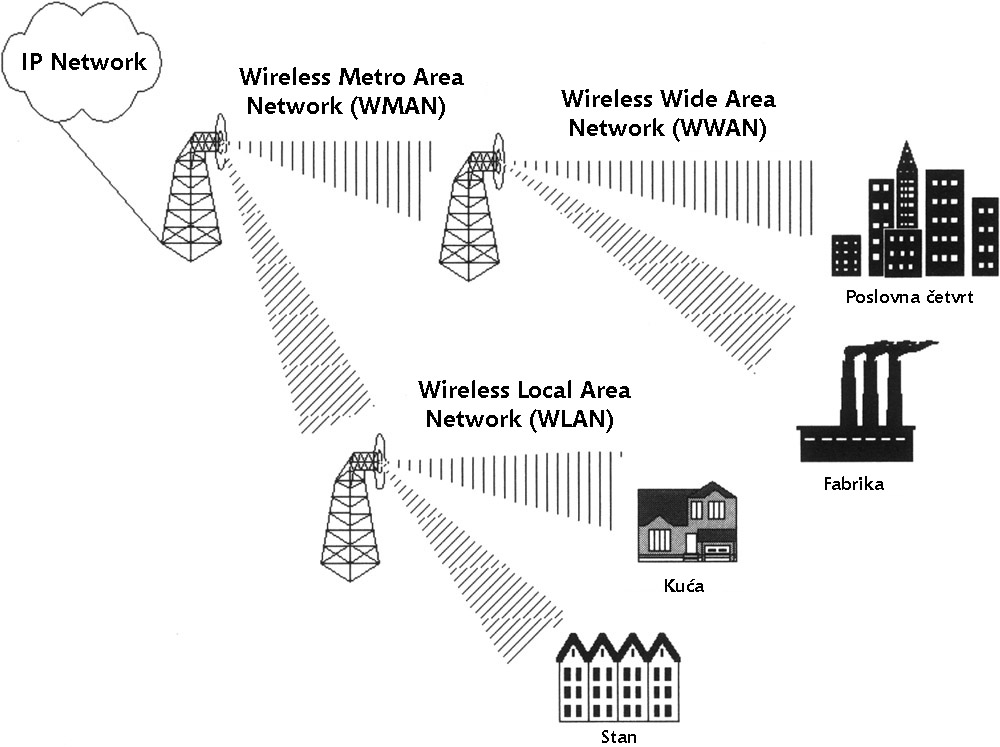 IP Network
Wireless Metro Area
Network (WMAN)
Wireless Wide Area
Network (WWAN)
Poslovna četvrt
Wireless Local Area
Network (WLAN)
Fabrika
Kuća
Stan